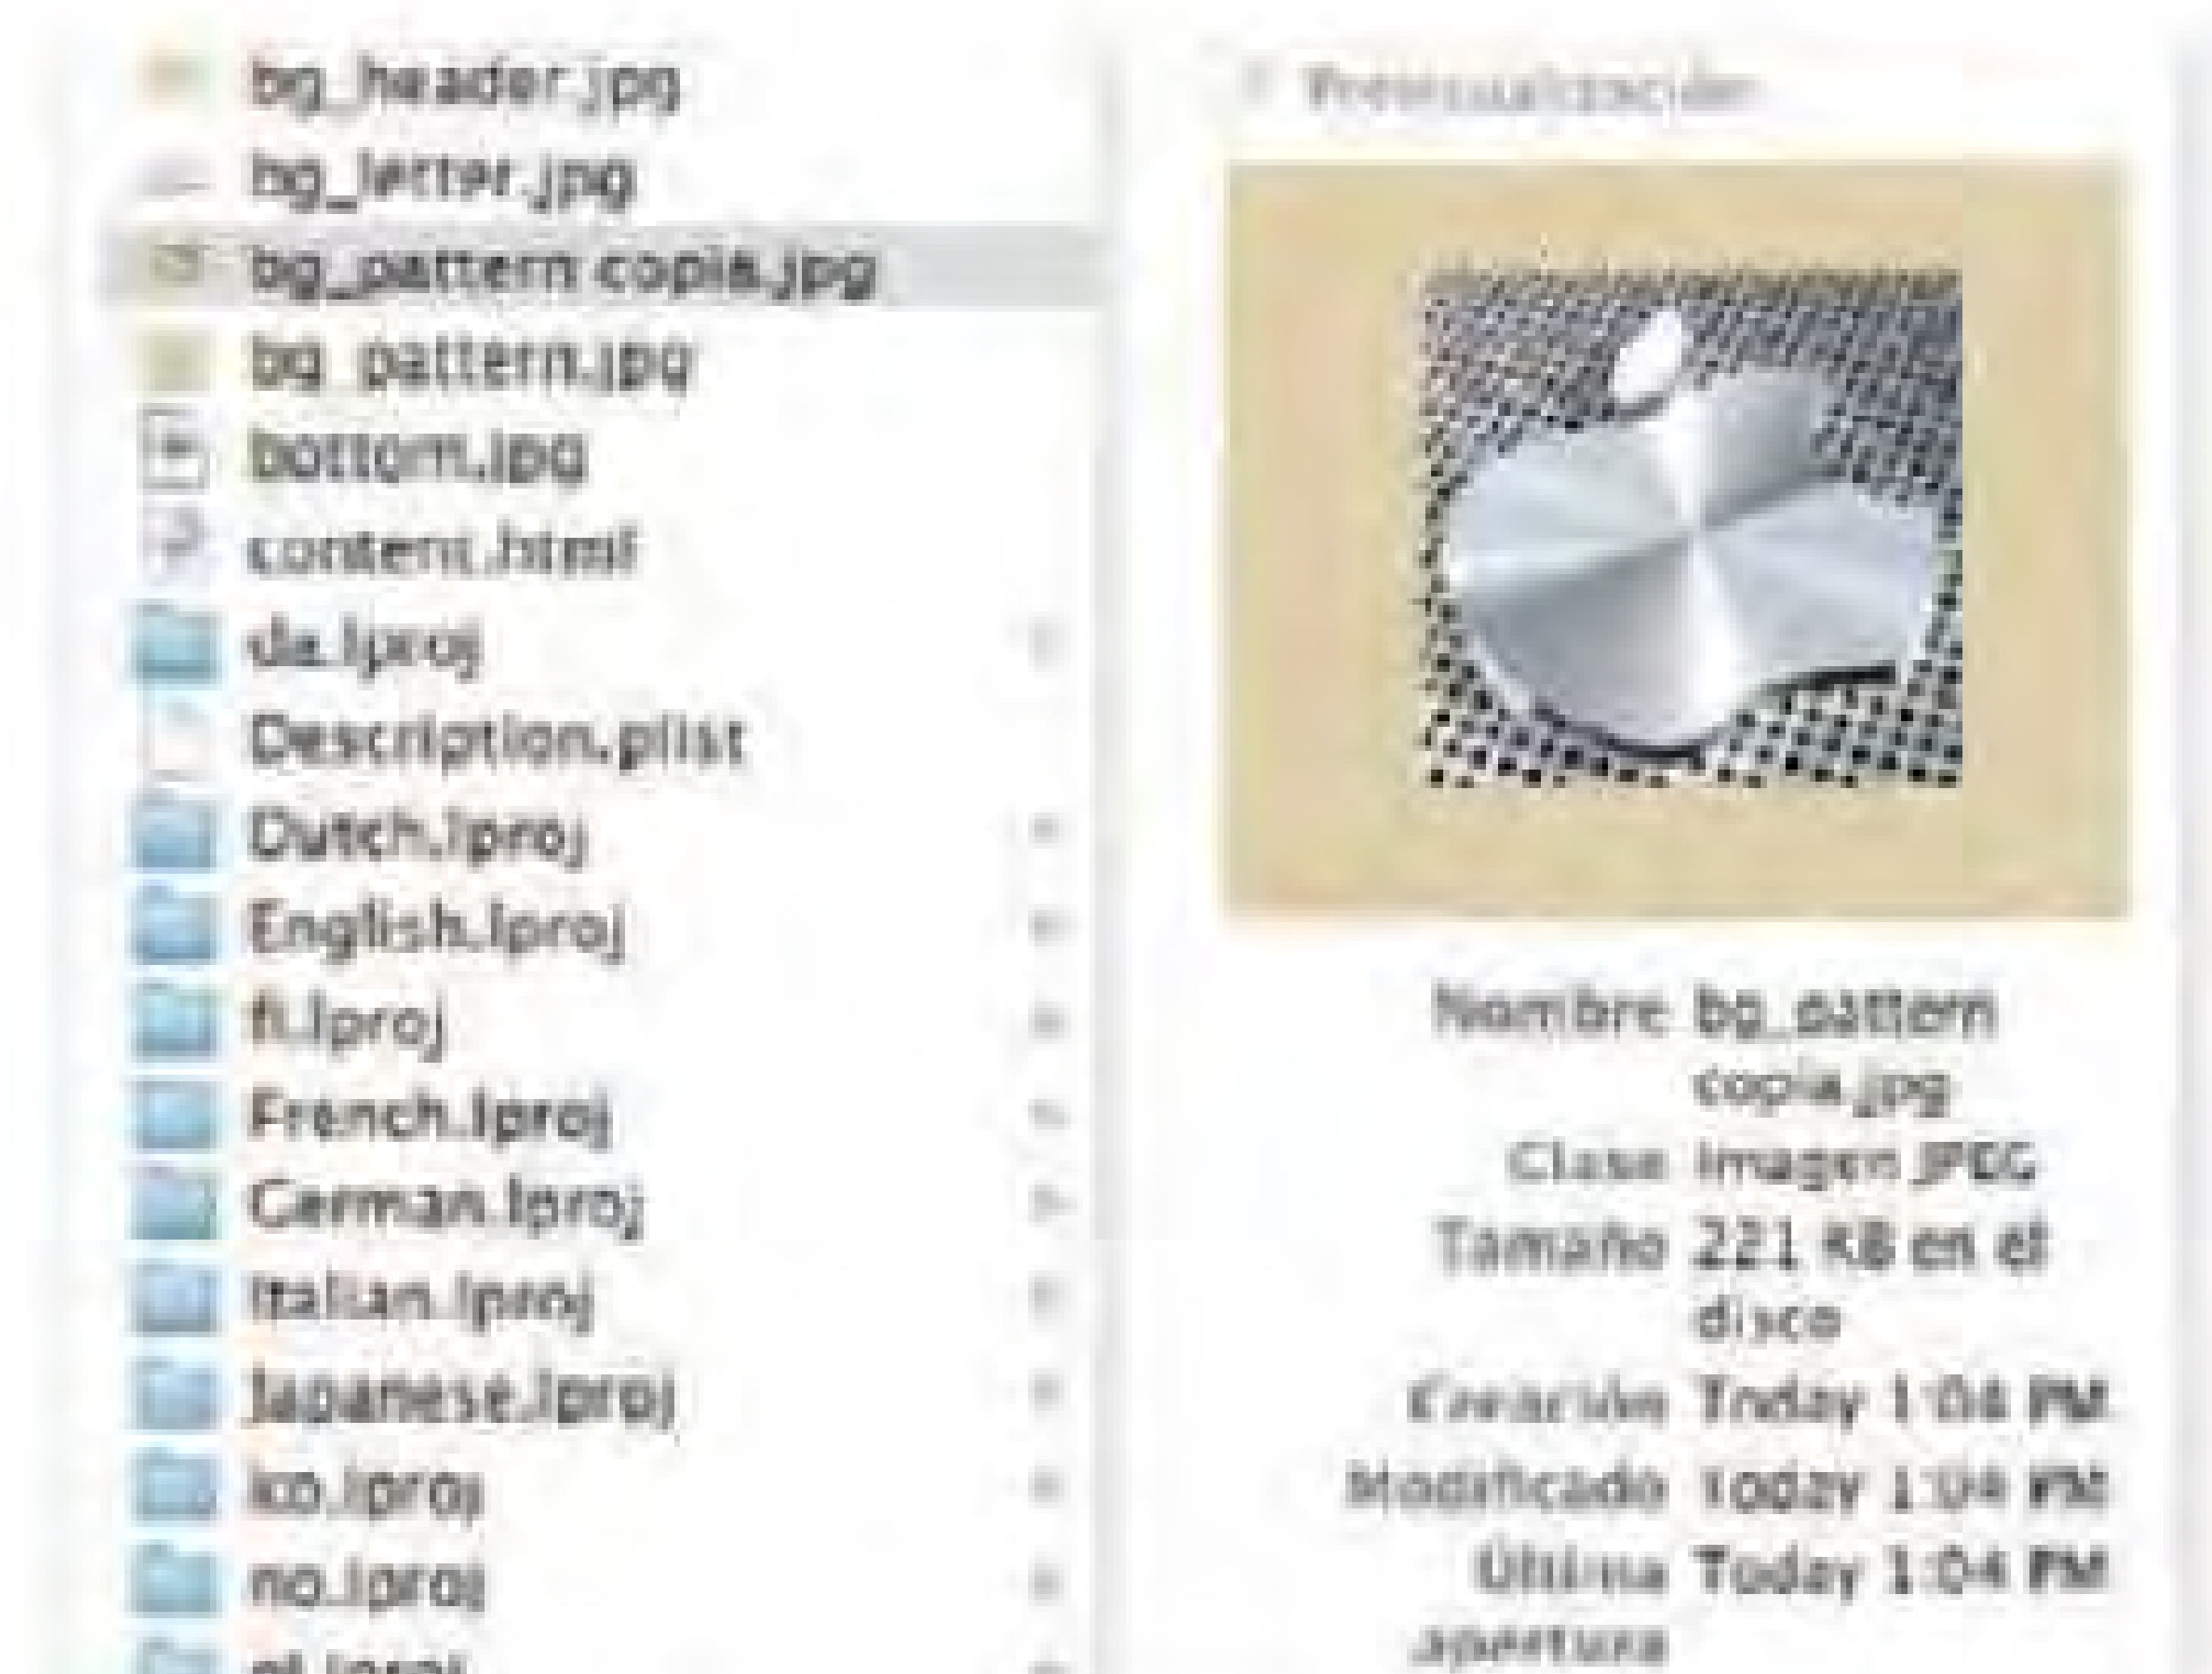 bg_header.jpg
bg_letter.jpg
bg_pattern copia.jpg
bg_pattern.jpg
bottom.jpg
content.html
da.lproj
Description.plist
Dutch.lproj
English.lproj
fi.lproj
French.lproj
German.lproj
Italian.lproj
Japanese.lproj
ko.lproj
no.lproj
Previsualización
Nombre bg_pattern
copia.jpg
Clase Imagen JPEG
Tamaño 221 KB en el
disco
Creación Today 1:04 PM
Modificado Today 1:04 PM
Última Today 1:04 PM
apertura